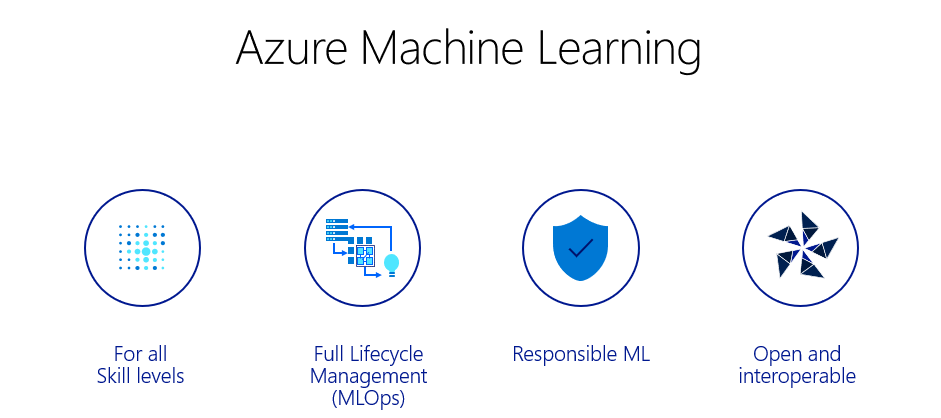 Azure Machine Learning
For all
Skill levels
Full Lifecycle
Management
(MLOps)
Responsible ML
Open and
interoperable